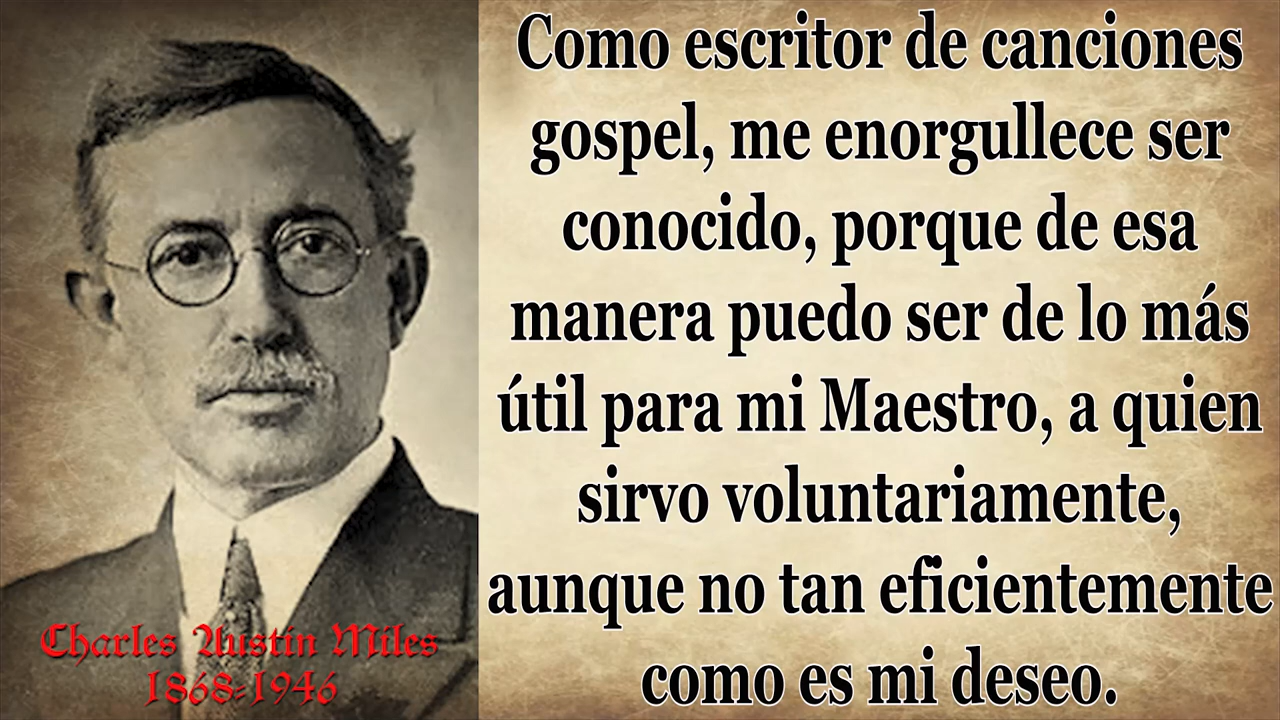 Como escritor de canciones
gospel, me enorgullece ser
conocido, porque de esa
manera puedo ser de lo más
útil para mi Maestro, a quien
sirvo voluntariamente,
aunque no tan eficientemente
como es mi deseo.
Charles Austin Miles
1868-1946